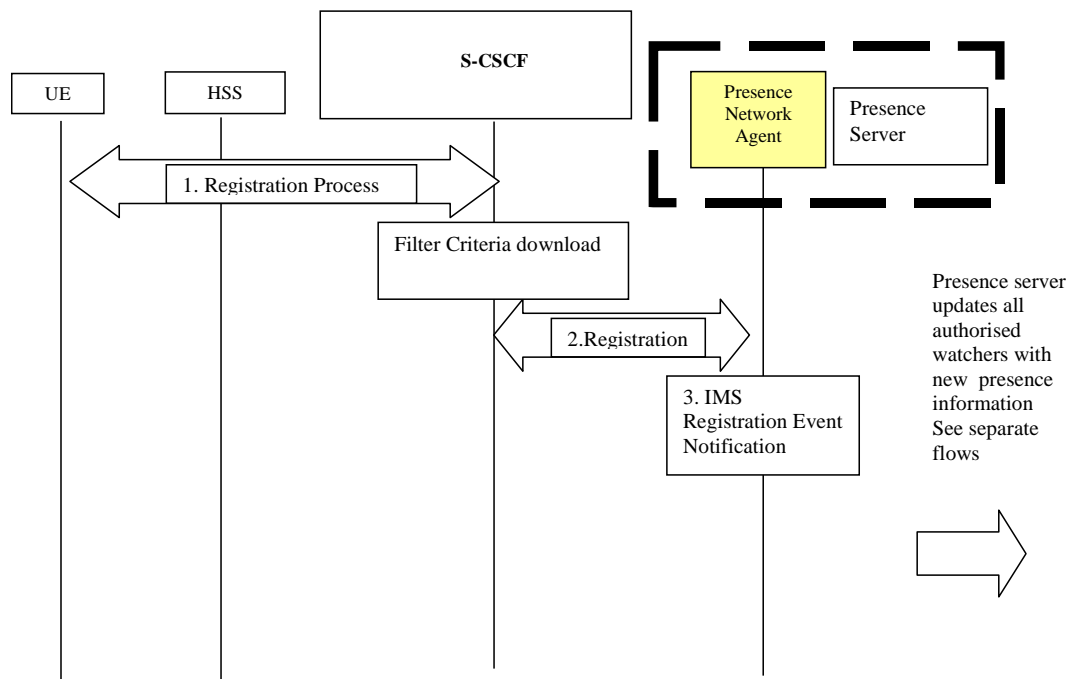 S-CSCF
UE
HSS
Presence
Network
Agent
Presence
Server
1. Registration Process
Filter Criteria download
2.Registration
3. IMS
Registration Event
Notification
Presence server
updates all
authorised
watchers with
new presence
information
See separate
flows